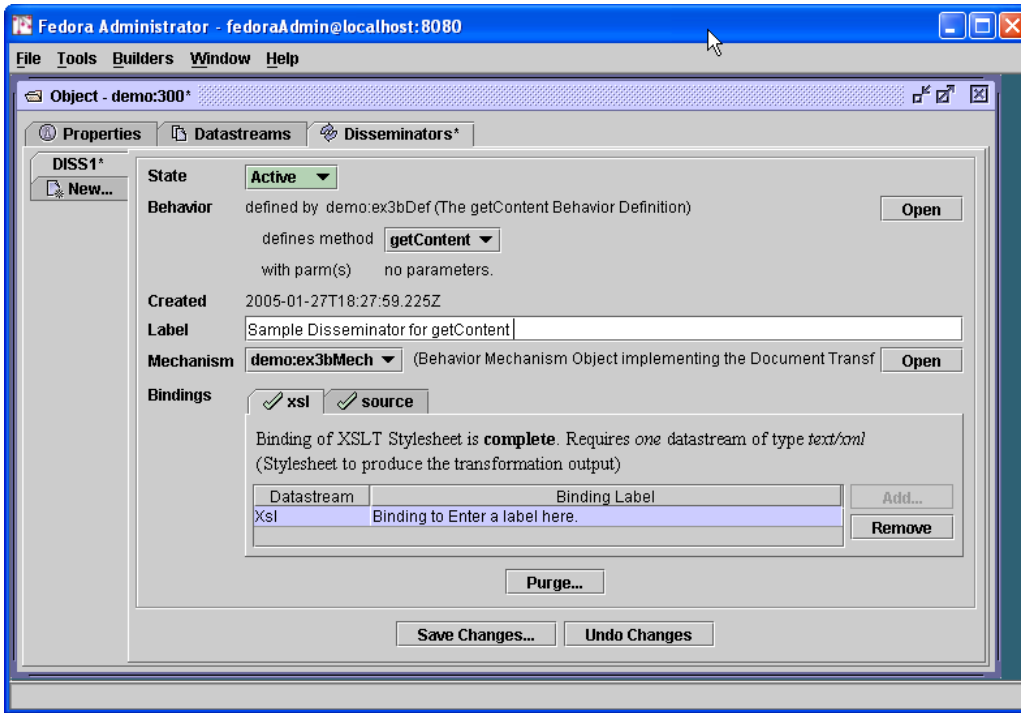 Fedora Administrator - fedoraAdmin@localhost:8080
File Tools Builders Window Help
Object - demo:300*
Properties Datastreams Disseminators*
DISS1*
New...
State Active
Behavior defined by demo:ex3bDef (The getContent Behavior Definition) Open
defines method getContent
with parm(s) no parameters.
Created 2005-01-27T18:27:59.225Z
Label Sample Disseminator for getContent
Mechanism demo:ex3bMech (Behavior Mechanism Object implementing the Document Transf Open
Bindings xsl source
Binding of XSLT Stylesheet is complete. Requires one datastream of type text/xml
(Stylesheet to produce the transformation output)
Datastream Binding Label Add...
Xsl Binding to Enter a label here.
Remove
Purge...
Save Changes... Undo Changes